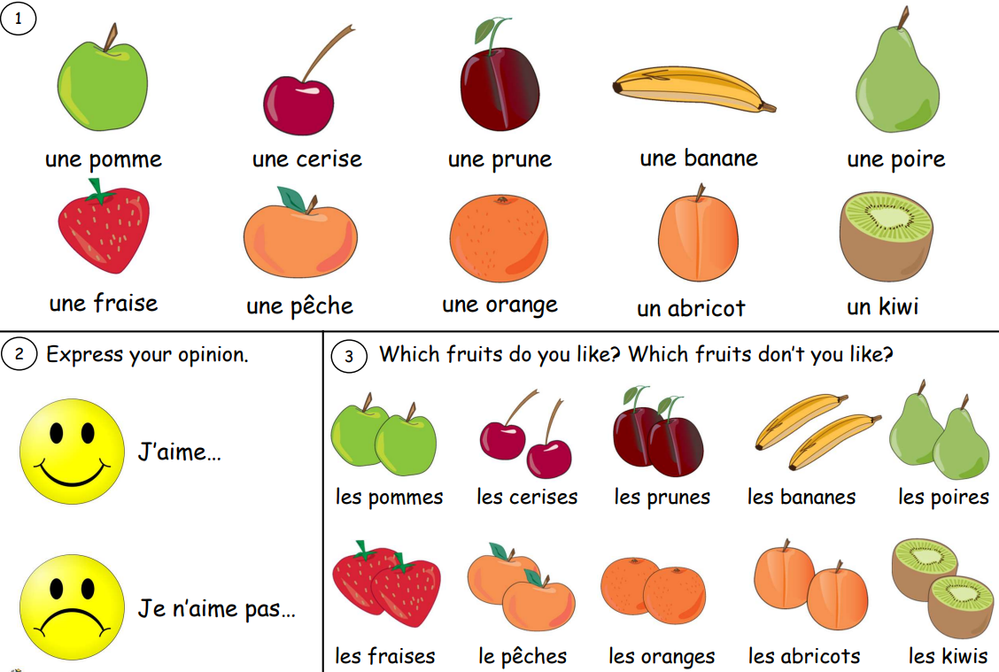 1
une pomme une cerise une prune une banane une poire
une fraise une pêche une orange un abricot un kiwi
2 Express your opinion.
J'aime...
Je n'aime pas...
3 Which fruits do you like? Which fruits don't you like?
les pommes les cerises les prunes les bananes les poires
les fraises le pêches les oranges les abricots les kiwis